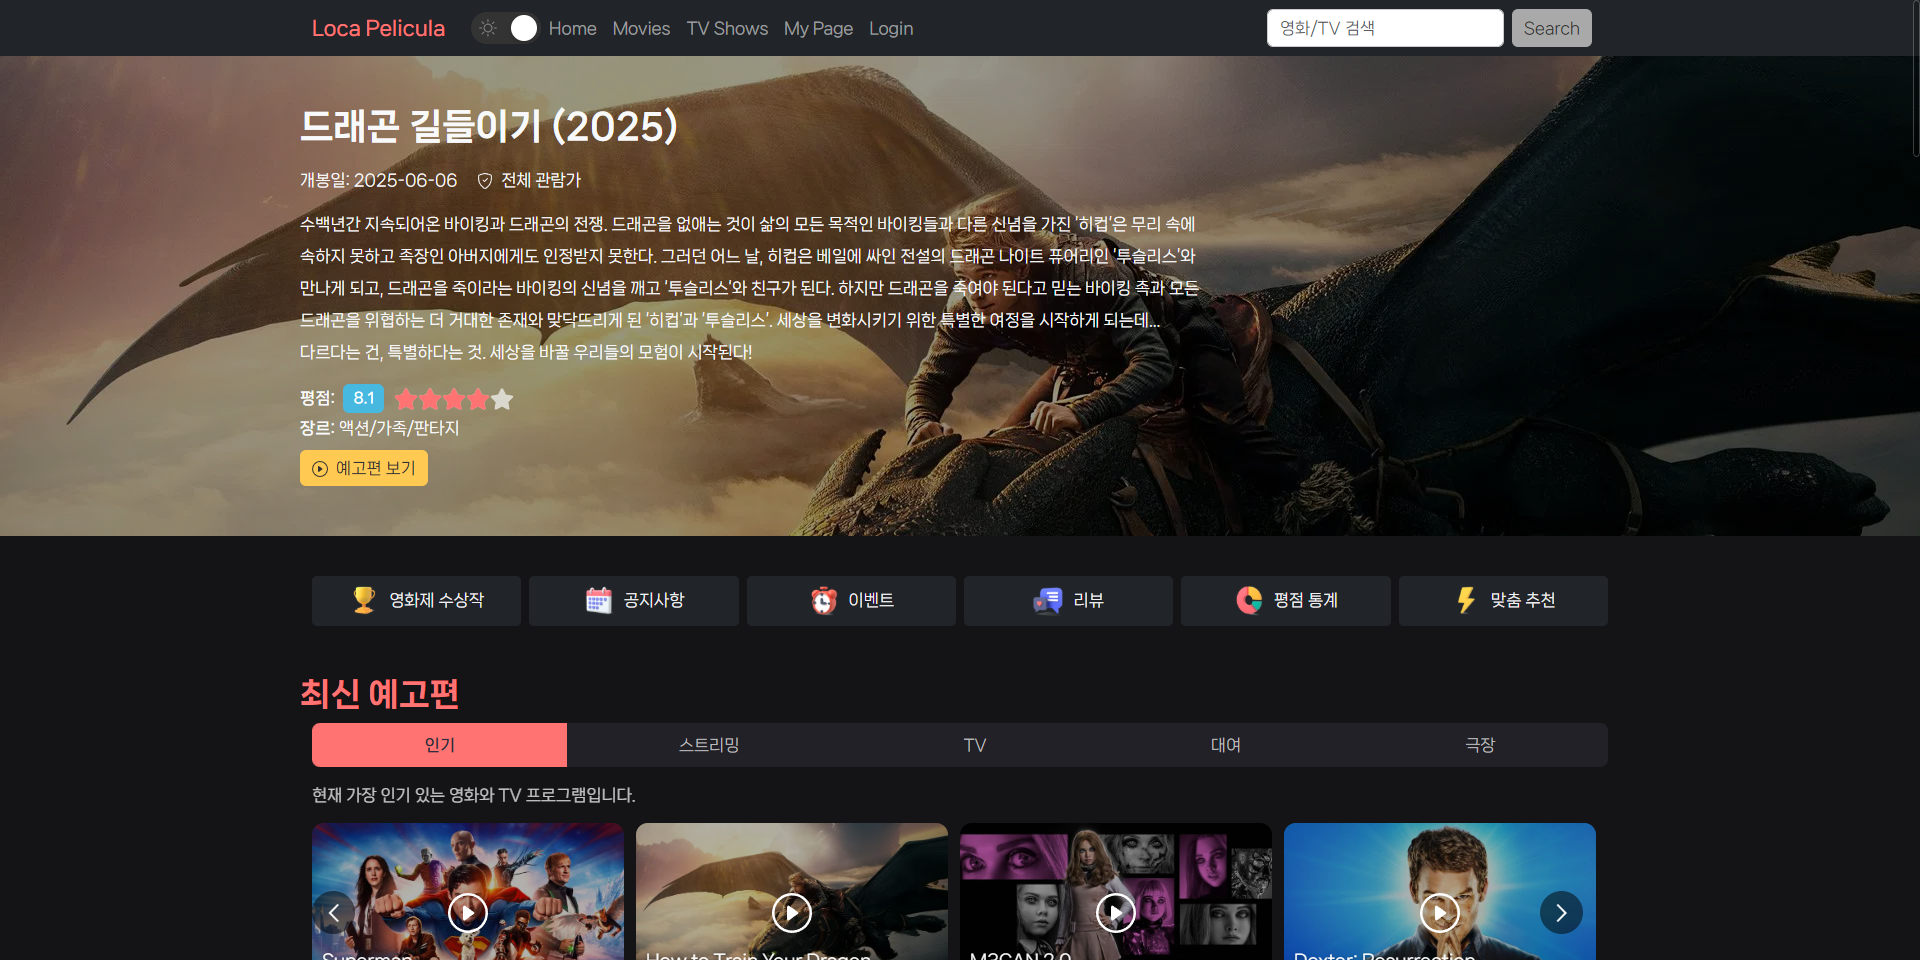 Loca Pelicula
Home Movies TV Shows My Page Login
영화/TV 검색
Search
드래곤 길들이기 (2025)
개봉일: 2025-06-06 전체 관람가
수백년간 지속되어온 바이킹과 드래곤의 전쟁. 드래곤을 없애는 것이 삶의 모든 목적인 바이킹들과 다른 신념을 가진 '히컵'은 무리 속에
속하지 못하고 족장인 아버지에게도 인정받지 못한다. 그러던 어느 날, 히컵은 베일에 싸인 전설의 드래곤 나이트 퓨어리인 '투슬리스'와
만나게 되고, 드래곤을 죽이라는 바이킹의 신념을 깨고 '투슬리스'와 친구가 된다. 하지만 드래곤을 죽여야 된다고 믿는 바이킹 족과 모든
드래곤을 위협하는 더 거대한 존재와 맞닥뜨리게 된 '히컵'과 '투슬리스'. 세상을 변화시키기 위한 특별한 여정을 시작하게 되는데...
다르다는 건, 특별하다는 것. 세상을 바꿀 우리들의 모험이 시작된다!
평점: 8.1
장르: 액션/가족/판타지
예고편 보기
영화제 수상작 공지사항 이벤트 리뷰 평점 통계 맞춤 추천
최신 예고편
인기 스트리밍 TV 대여 극장
현재 가장 인기 있는 영화와 TV 프로그램입니다.
Superman How to Train Your Dragon M3GAN 2.0 Dexter: Resurrection